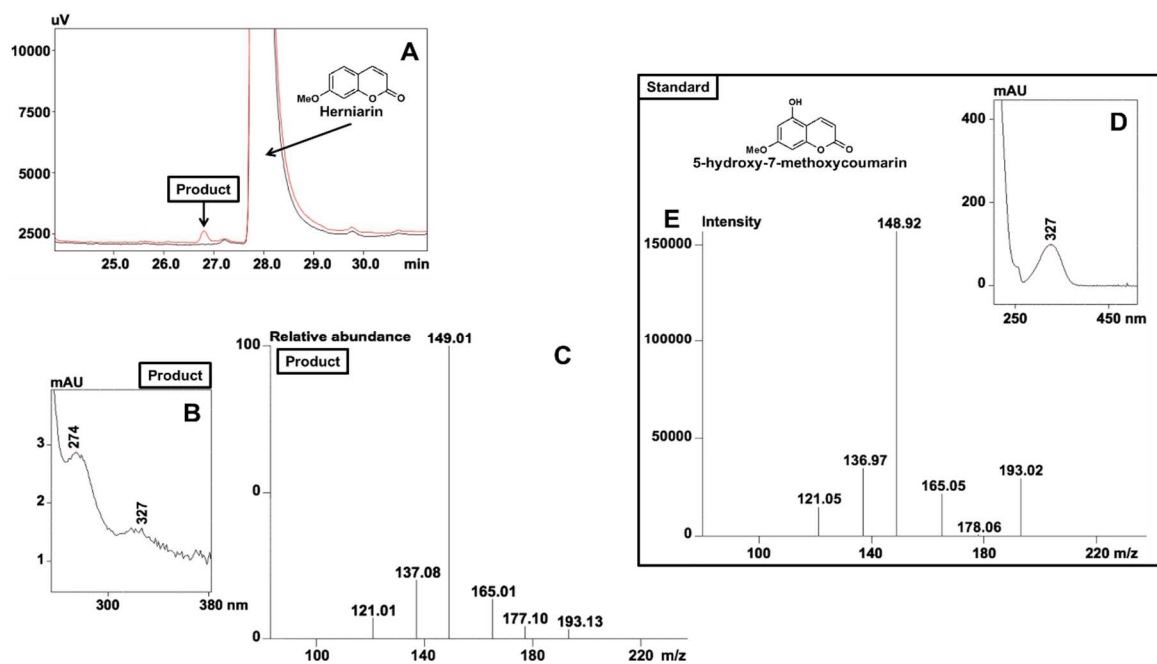 uV
10000
7500
5000
2500
A
MeO
O
O
Herniarin
Product
25.0 26.0 27.0 28.0 29.0 30.0 min
Product
mAU
B
274
327
3
2
1
300 380 nm
Relative abundance
Product
C
100
0
0
149.01
137.08
121.01
165.01
177.10
193.13
100 140 180 220 m/z
Standard
OH
MeO
O
O
5-hydroxy-7-methoxycoumarin
mAU
D
400
200
0
327
250 450 nm
E
Intensity
150000
100000
50000
0
148.92
136.97
121.05
165.05
178.06
193.02
100 140 180 220 m/z